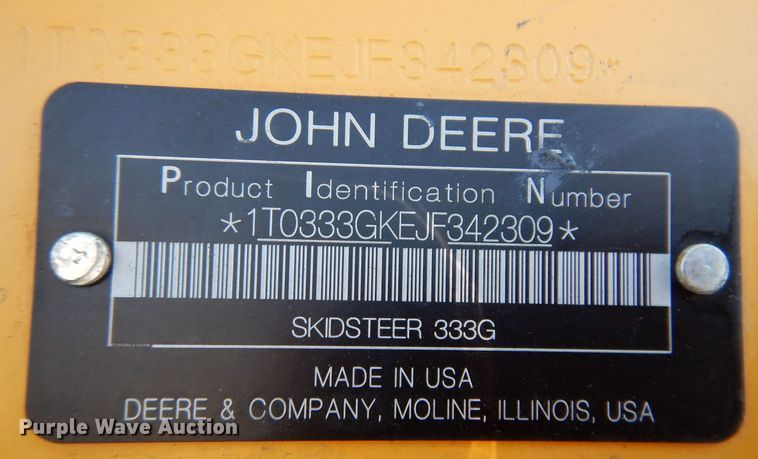 1T0333GKEJF342309*
JOHN DEERE
Product Identification Number
*1T0333GKEJF342309*
SKIDSTEER 333G
MADE IN USA
DEERE & COMPANY, MOLINE, ILLINOIS, USA
Purple Wave Auction